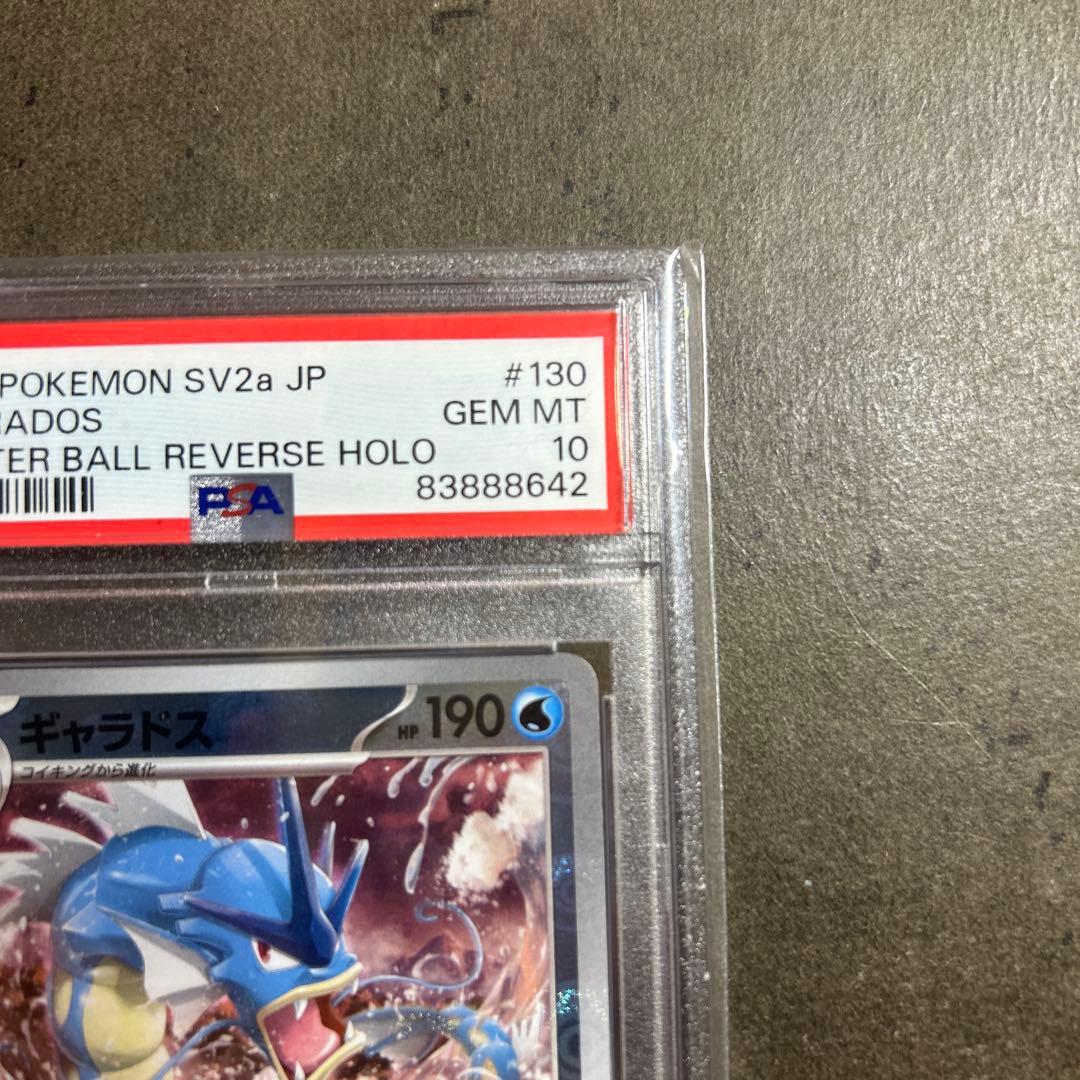 POKEMON SV2a JP #130
RADOS GEM MT
TER BALL REVERSE HOLO 10
PSA 83888642
ギャラドス HP 190
コイキングから進化